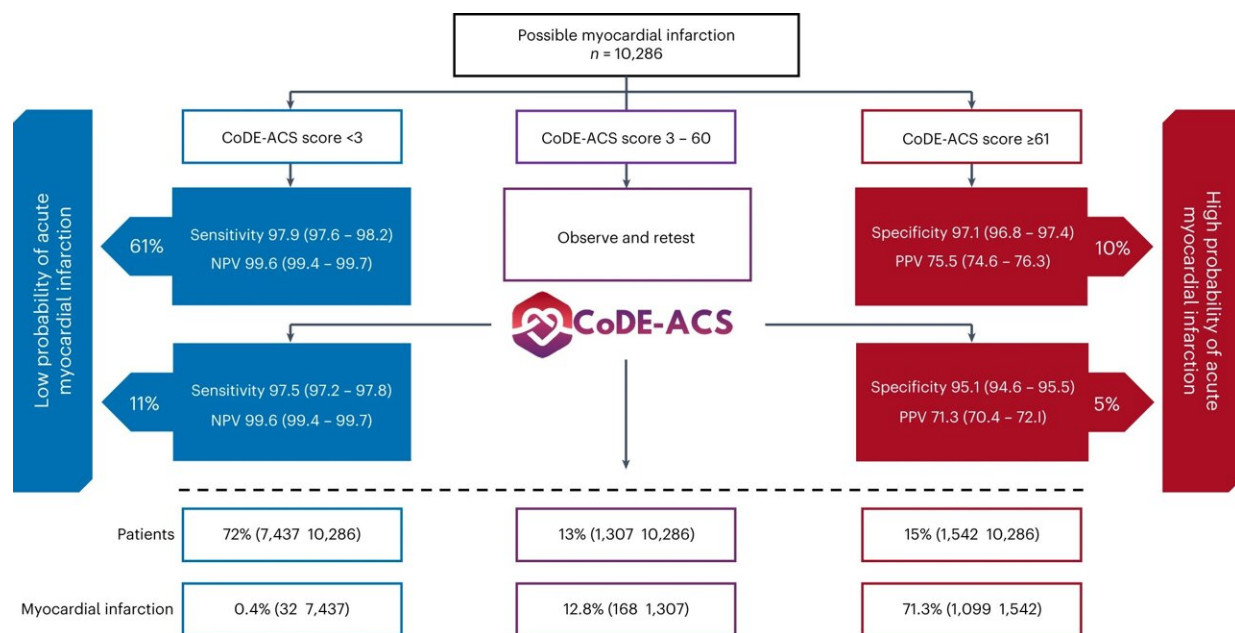 Possible myocardial infarction
n = 10,286
CoDE-ACS score <3
CoDE-ACS score 3 – 60
CoDE-ACS score ≥61
Low probability of acute
myocardial infarction
61%
Sensitivity 97.9 (97.6 – 98.2)
NPV 99.6 (99.4 – 99.7)
Observe and retest
Specificity 97.1 (96.8 – 97.4)
PPV 75.5 (74.6 – 76.3)
10%
High probability of acute
myocardial infarction
CoDE-ACS
11%
Sensitivity 97.5 (97.2 – 97.8)
NPV 99.6 (99.4 – 99.7)
Specificity 95.1 (94.6 – 95.5)
PPV 71.3 (70.4 – 72.I)
5%
Patients
72% (7,437 10,286)
13% (1,307 10,286)
15% (1,542 10,286)
Myocardial infarction
0.4% (32 7,437)
12.8% (168 1,307)
71.3% (1,099 1,542)